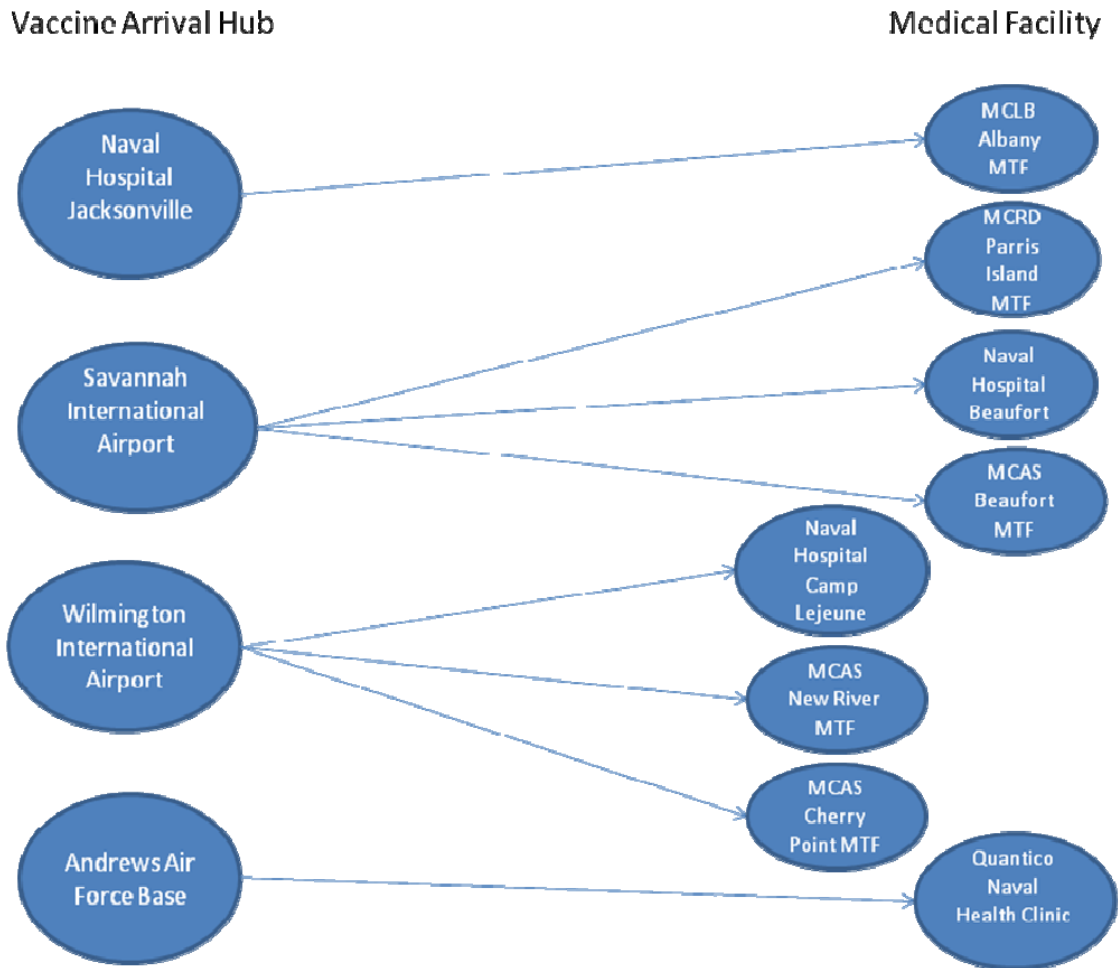 Vaccine Arrival Hub
Medical Facility
Naval
Hospital
Jacksonville
MCLB
Albany
MTF
MCRD
Parris
Island
MTF
Savannah
International
Airport
Naval
Hospital
Beaufort
MCAS
Beaufort
MTF
Wilmington
International
Airport
Naval
Hospital
Camp
Lejeune
MCAS
New River
MTF
MCAS
Cherry
Point MTF
Andrews Air
Force Base
Quantico
Naval
Health Clinic